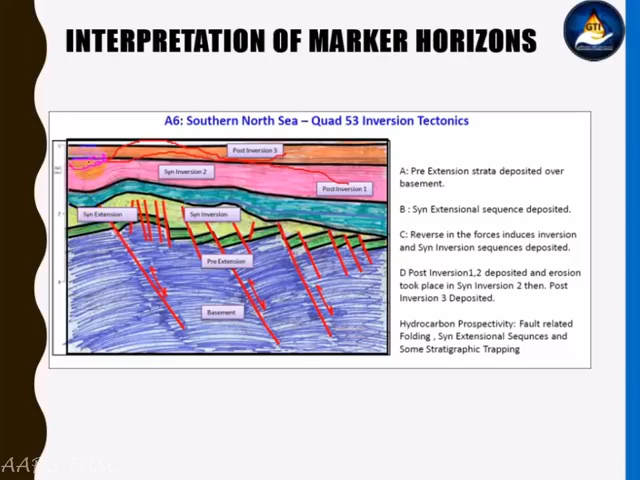 INTERPRETATION OF MARKER HORIZONS
GTI
A6: Southern North Sea – Quad 53 Inversion Tectonics
Post Inversion 3
Syn Inversion 2
Post Inversion 1
Syn Extension
Syn Inversion
Pre Extension
Basement
A: Pre Extension strata deposited over
basement.
B : Syn Extensional sequence deposited.
C: Reverse in the forces induces inversion
and Syn Inversion sequences deposited.
D Post Inversion1,2 deposited and erosion
took place in Syn Inversion 2 then. Post
Inversion 3 Deposited.
Hydrocarbon Prospectivity: Fault related
Folding , Syn Extensional Sequnces and
Some Stratigraphic Trapping